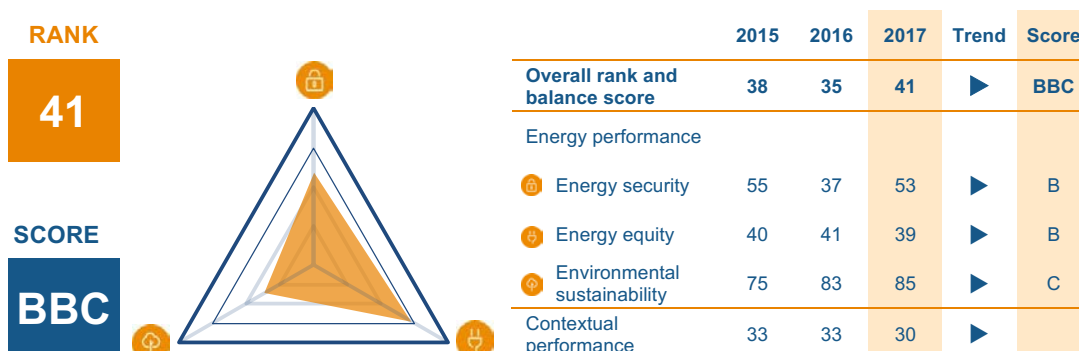 RANK
41
SCORE
BBC
2015 2016 2017 Trend Score
Overall rank and
balance score 38 35 41 BBC
Energy performance
Energy security 55 37 53 B
Energy equity 40 41 39 B
Environmental
sustainability 75 83 85 C
Contextual
performance 33 33 30